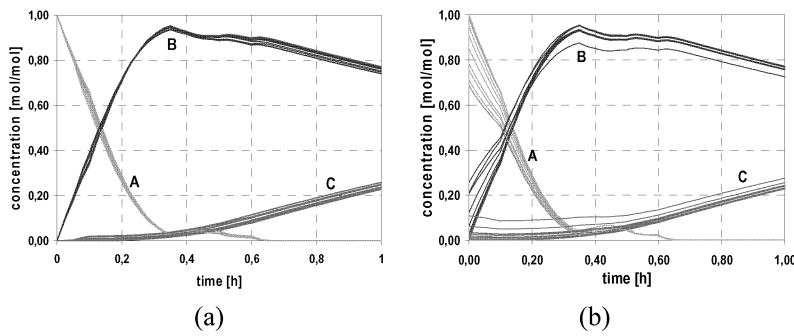 1,00
0,80
0,60
0,40
0,20
0,00
concentration [mol/mol]
B
A
C
0 0,2 0,4 0,6 0,8 1
time [h]
(a)
1,00
0,80
0,60
0,40
0,20
0,00
concentration [mol/mol]
B
A
C
0,00 0,20 0,40 0,60 0,80 1,00
time [h]
(b)